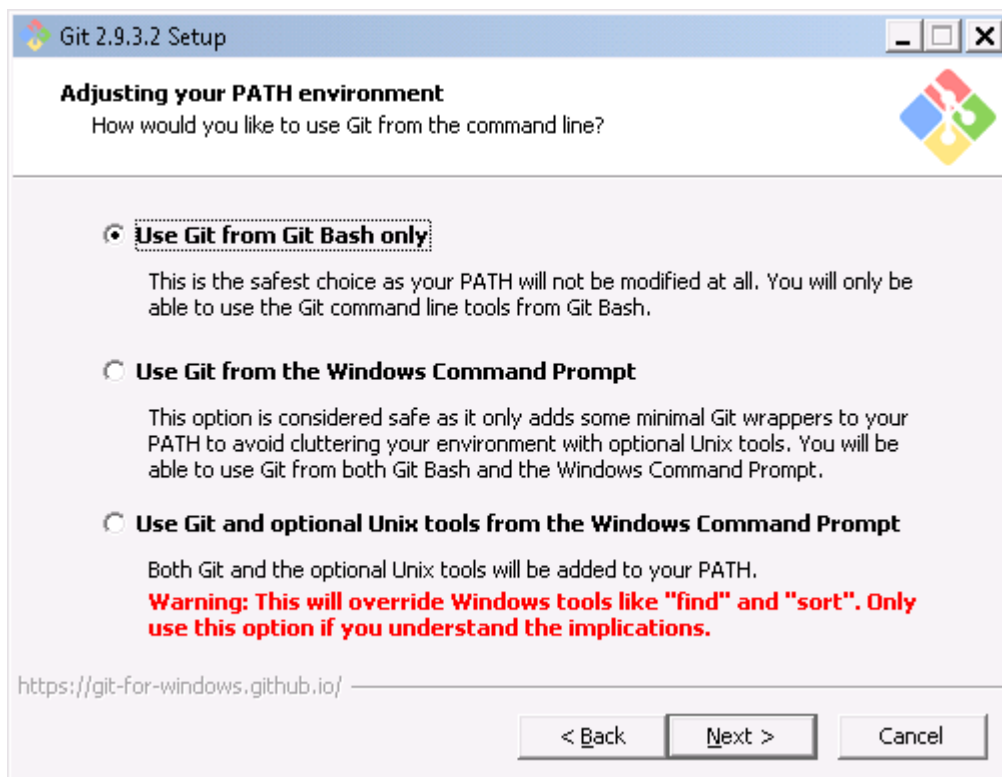 Git 2.9.3.2 Setup
Adjusting your PATH environment
How would you like to use Git from the command line?
Use Git from Git Bash only
This is the safest choice as your PATH will not be modified at all. You will only be
able to use the Git command line tools from Git Bash.
Use Git from the Windows Command Prompt
This option is considered safe as it only adds some minimal Git wrappers to your
PATH to avoid cluttering your environment with optional Unix tools. You will be
able to use Git from both Git Bash and the Windows Command Prompt.
Use Git and optional Unix tools from the Windows Command Prompt
Both Git and the optional Unix tools will be added to your PATH.
Warning: This will override Windows tools like "find" and "sort". Only
use this option if you understand the implications.
https://git-for-windows.github.io/
< Back Next > Cancel